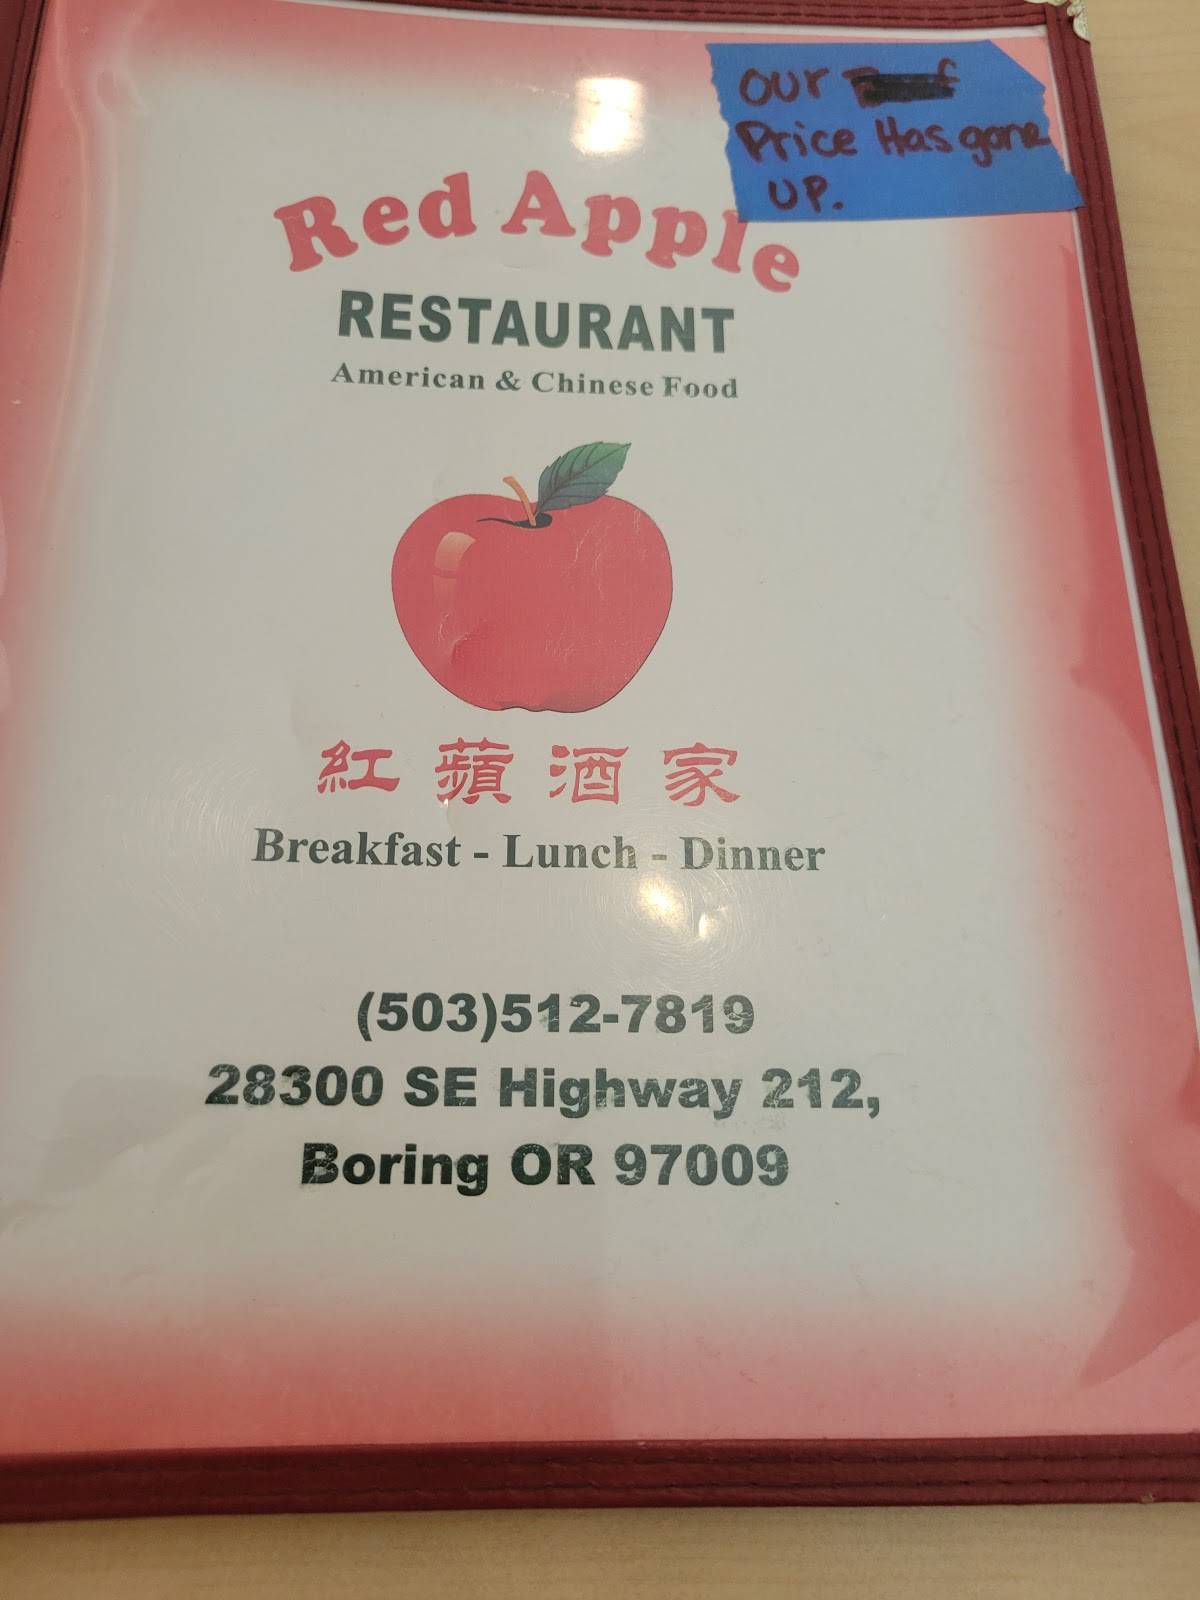 OUR
Price Has gone
UP.
Red Apple
RESTAURANT
American & Chinese Food
紅蘋酒家
Breakfast - Lunch - Dinner
(503)512-7819
28300 SE Highway 212,
Boring OR 97009